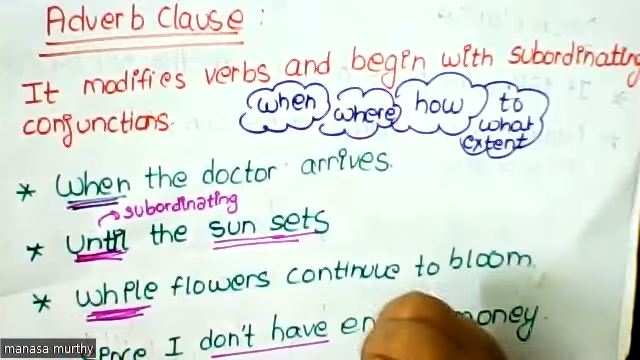 Adverb Clause :
It modifies verbs and begin with subordinating
conjunctions.
when where how to what extent
* When the doctor arrives.
subordinating
* Until the sun sets
* While flowers continue to bloom.
I don't have money.
manasa murthy